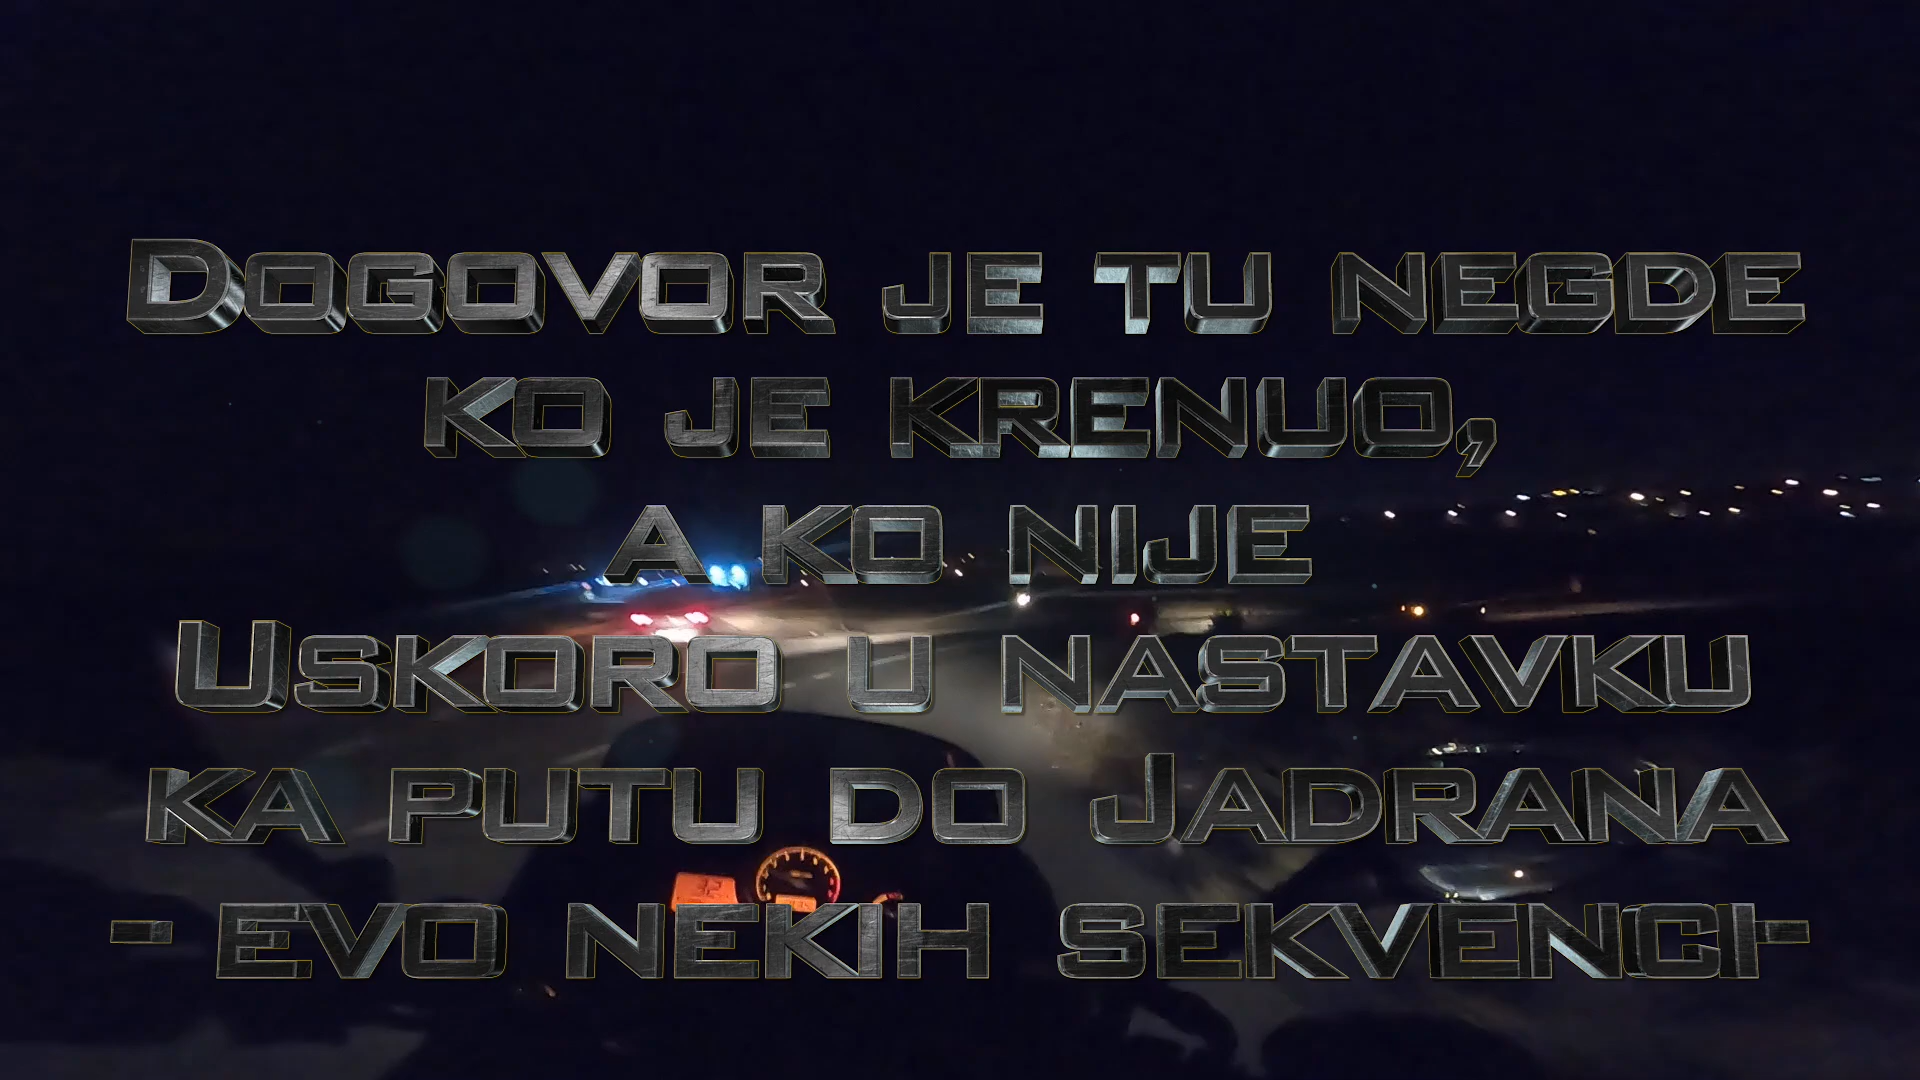 Dogovor je tu negde
ko je krenuo,
a ko nije
Uskoro u nastavku
ka putu do Jadrana
- evo nekih sekvenci-